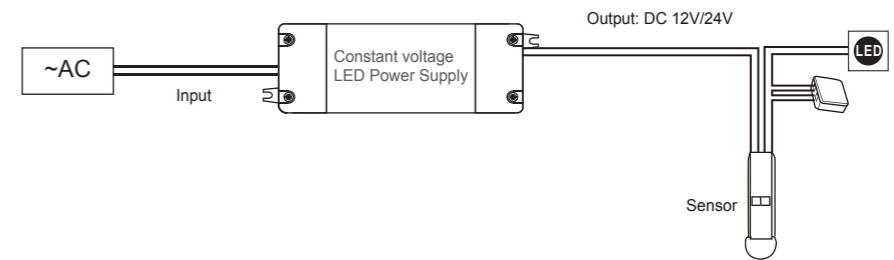 Output: DC 12V/24V
~AC
Constant voltage
LED Power Supply
LED
Input
Sensor